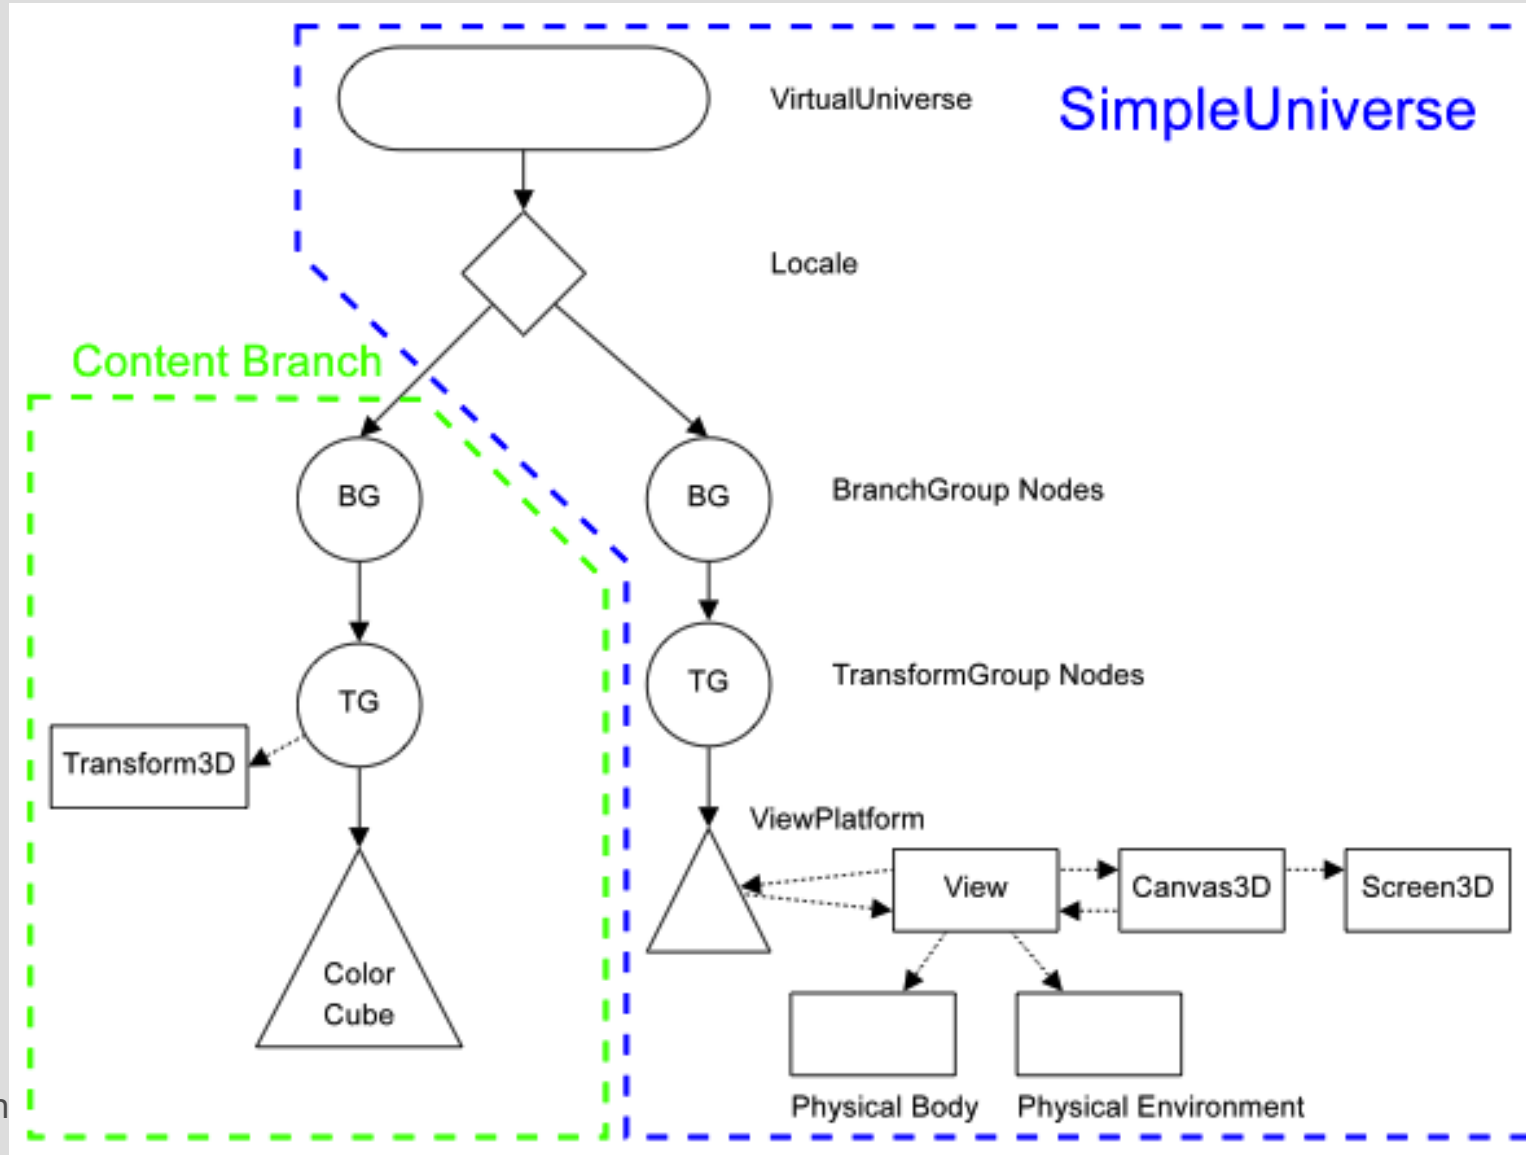 VirtualUniverse
SimpleUniverse
Locale
Content Branch
BG
BG
BranchGroup Nodes
TG
TG
TransformGroup Nodes
Transform3D
ViewPlatform
View
Canvas3D
Screen3D
Color
Cube
Physical Body
Physical Environment